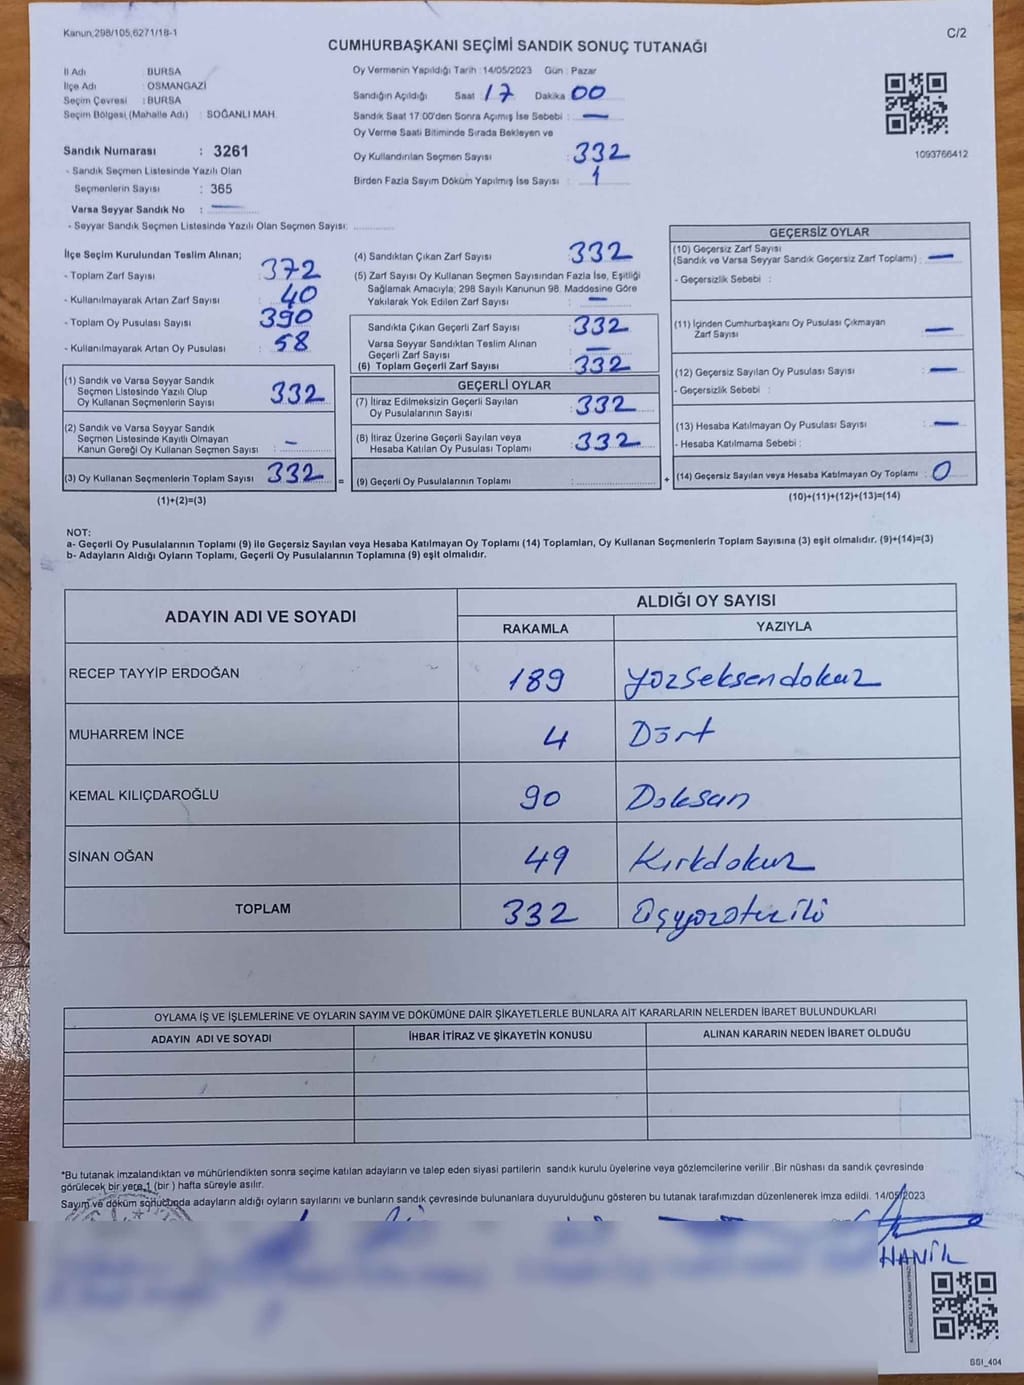 Kanun,298/105,6271/18-1
C/2
CUMHURBAŞKANI SEÇİMİ SANDIK SONUÇ TUTANAĞI
İl Adı : BURSA
İlçe Adı : OSMANGAZİ
Seçim Çevresi : BURSA
Seçim Bölgesi (Mahalle Adı) : SOĞANLI MAH.
Sandık Numarası : 3261
- Sandık Seçmen Listesinde Yazılı Olan
Seçmenlerin Sayısı : 365
Varsa Seyyar Sandık No : —
- Seyyar Sandık Seçmen Listesinde Yazılı Olan Seçmen Sayısı:
Oy Vermenin Yapıldığı Tarih : 14/05/2023 Gün : Pazar
Sandığın Açıldığı Saat : 17 Dakika : 00
Sandık Saat 17:00'den Sonra Açımış İse Sebebi : —
Oy Verme Saati Bitiminde Sırada Bekleyen ve
Oy Kullandırılan Seçmen Sayısı : 332
Birden Fazla Sayım Döküm Yapılmış İse Sayısı : 1
1093766412
İlçe Seçim Kurulundan Teslim Alınan;
- Toplam Zarf Sayısı : 372
- Kullanılmayarak Artan Zarf Sayısı : 40
- Toplam Oy Pusulası Sayısı : 390
- Kullanılmayarak Artan Oy Pusulası : 58
(1) Sandık ve Varsa Seyyar Sandık
Seçmen Listesinde Yazılı Olup
Oy Kullanan Seçmenlerin Sayısı : 332
(2) Sandık ve Varsa Seyyar Sandık
Seçmen Listesinde Kayıtlı Olmayan
Kanun Gereği Oy Kullanan Seçmen Sayısı : —
(3) Oy Kullanan Seçmenlerin Toplam Sayısı : 332
(1)+(2)=(3)
=
(4) Sandıktan Çıkan Zarf Sayısı : 332
(5) Zarf Sayısı Oy Kullanan Seçmen Sayısından Fazla İse, Eşitliği
Sağlamak Amacıyla; 298 Sayılı Kanunun 98. Maddesine Göre
Yakılarak Yok Edilen Zarf Sayısı : —
Sandıkta Çıkan Geçerli Zarf Sayısı : 332
Varsa Seyyar Sandıktan Teslim Alınan
Geçerli Zarf Sayısı : —
(6) Toplam Geçerli Zarf Sayısı : 332
GEÇERLİ OYLAR
(7) İtiraz Edilmeksizin Geçerli Sayılan
Oy Pusulalarının Sayısı : 332
(8) İtiraz Üzerine Geçerli Sayılan veya
Hesaba Katılan Oy Pusulası Toplamı : 332
(9) Geçerli Oy Pusulalarının Toplamı :
+
GEÇERSİZ OYLAR
(10) Geçersiz Zarf Sayısı
(Sandık ve Varsa Seyyar Sandık Geçersiz Zarf Toplamı) : —
- Geçersizlik Sebebi :
(11) İçinden Cumhurbaşkanı Oy Pusulası Çıkmayan
Zarf Sayısı : —
(12) Geçersiz Sayılan Oy Pusulası Sayısı : —
- Geçersizlik Sebebi :
(13) Hesaba Katılmayan Oy Pusulası Sayısı : —
- Hesaba Katılmama Sebebi :
(14) Geçersiz Sayılan veya Hesaba Katılmayan Oy Toplamı : 0
(10)+(11)+(12)+(13)=(14)
NOT:
a- Geçerli Oy Pusulalarının Toplamı (9) ile Geçersiz Sayılan veya Hesaba Katılmayan Oy Toplamı (14) Toplamları, Oy Kullanan Seçmenlerin Toplam Sayısına (3) eşit olmalıdır. (9)+(14)=(3)
b- Adayların Aldığı Oyların Toplamı, Geçerli Oy Pusulalarının Toplamına (9) eşit olmalıdır.
ADAYIN ADI VE SOYADI
ALDIĞI OY SAYISI
RAKAMLA YAZIYLA
RECEP TAYYİP ERDOĞAN 189 yüzseksendokuz
MUHARREM İNCE 4 Dört
KEMAL KILIÇDAROĞLU 90 Doksan
SİNAN OĞAN 49 Kırkdokuz
TOPLAM 332 Üçyüzotuziki
OYLAMA İŞ VE İŞLEMLERİNE VE OYLARIN SAYIM VE DÖKÜMÜNE DAİR ŞİKAYETLERLE BUNLARA AİT KARARLARIN NELERDEN İBARET BULUNDUKLARI
ADAYIN ADI VE SOYADI İHBAR İTİRAZ VE ŞİKAYETİN KONUSU ALINAN KARARIN NEDEN İBARET OLDUĞU
*Bu tutanak imzalandıktan ve mühürlendikten sonra seçime katılan adayların ve talep eden siyasi partilerin sandık kurulu üyelerine veya gözlemcilerine verilir .Bir nüshası da sandık çevresinde
görülecek bir yere 1 (bir ) hafta süreyle asılır.
Sayım ve döküm sonucunda adayların aldığı oyların sayılarını ve bunların sandık çevresinde bulunanlara duyurulduğunu gösteren bu tutanak tarafımızdan düzenlenerek imza edildi. 14/05/2023
HANİK
SSI_404